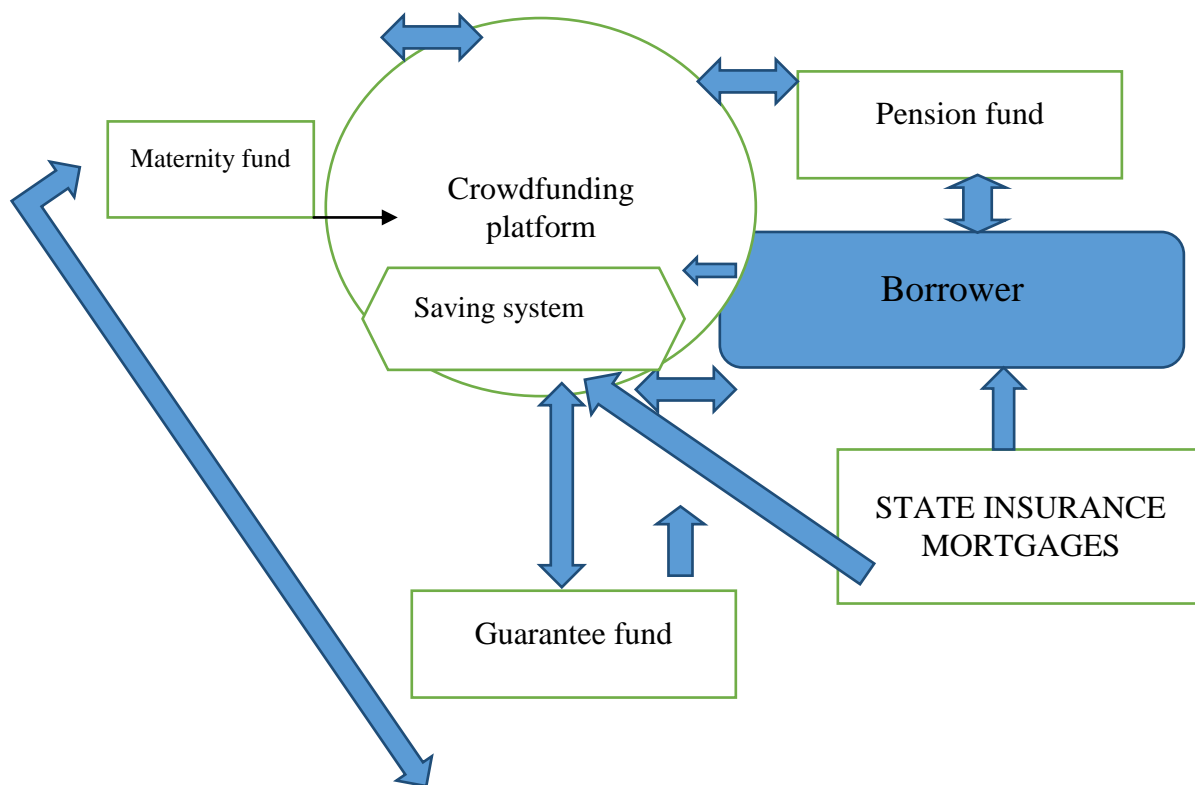 Pension fund
Maternity fund
Crowdfunding
platform
Borrower
Saving system
STATE INSURANCE
MORTGAGES
Guarantee fund